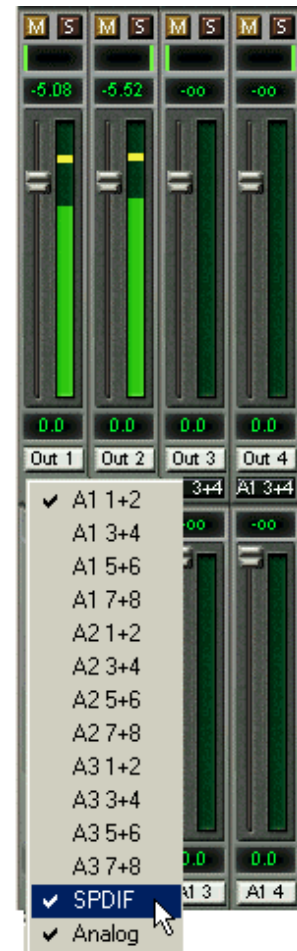 M S M S M S M S
-5.08 -5.52 -oo -oo
0.0 0.0 0.0 0.0
Out 1 Out 2 Out 3 Out 4
3+4 A1 3+4
-oo -oo
✔ A1 1+2
A1 3+4
A1 5+6
A1 7+8
A2 1+2
A2 3+4
A2 5+6
A2 7+8
A3 1+2
A3 3+4
A3 5+6
A3 7+8
✔ SPDIF
✔ Analog
0.0 0.0
A1 3 A1 4